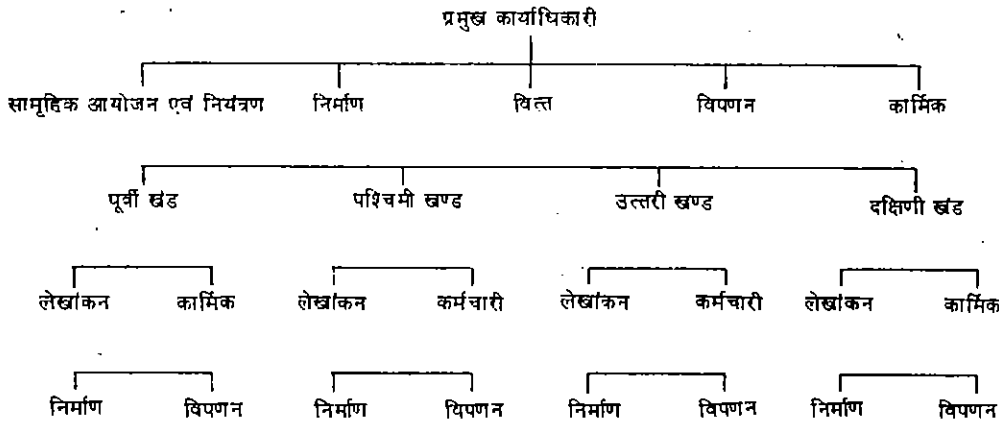 प्रमुख कार्याधिकारी
सामूहिक आयोजन एवं नियंत्रण निर्माण वित्त विपणन कार्मिक
पूर्वी खंड पश्चिमी खण्ड उत्तरी खण्ड दक्षिणी खंड
लेखांकन कार्मिक लेखांकन कर्मचारी लेखांकन कर्मचारी लेखांकन कार्मिक
निर्माण विपणन निर्माण विपणन निर्माण विपणन निर्माण विपणन